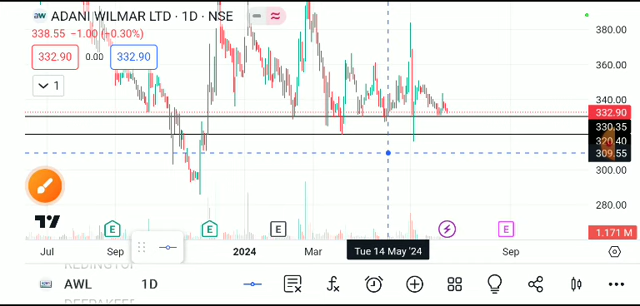 aw ADANI WILMAR LTD · 1D · NSE
338.55 −1.00 (−0.30%)
332.90 0.00 332.90
1
380.00
360.00
340.00
332.90
330.35
320.40
309.55
300.00
280.00
1.171 M
E E E E
Jul Sep 2024 Mar Tue 14 May '24 Sep
aw AWL 1D